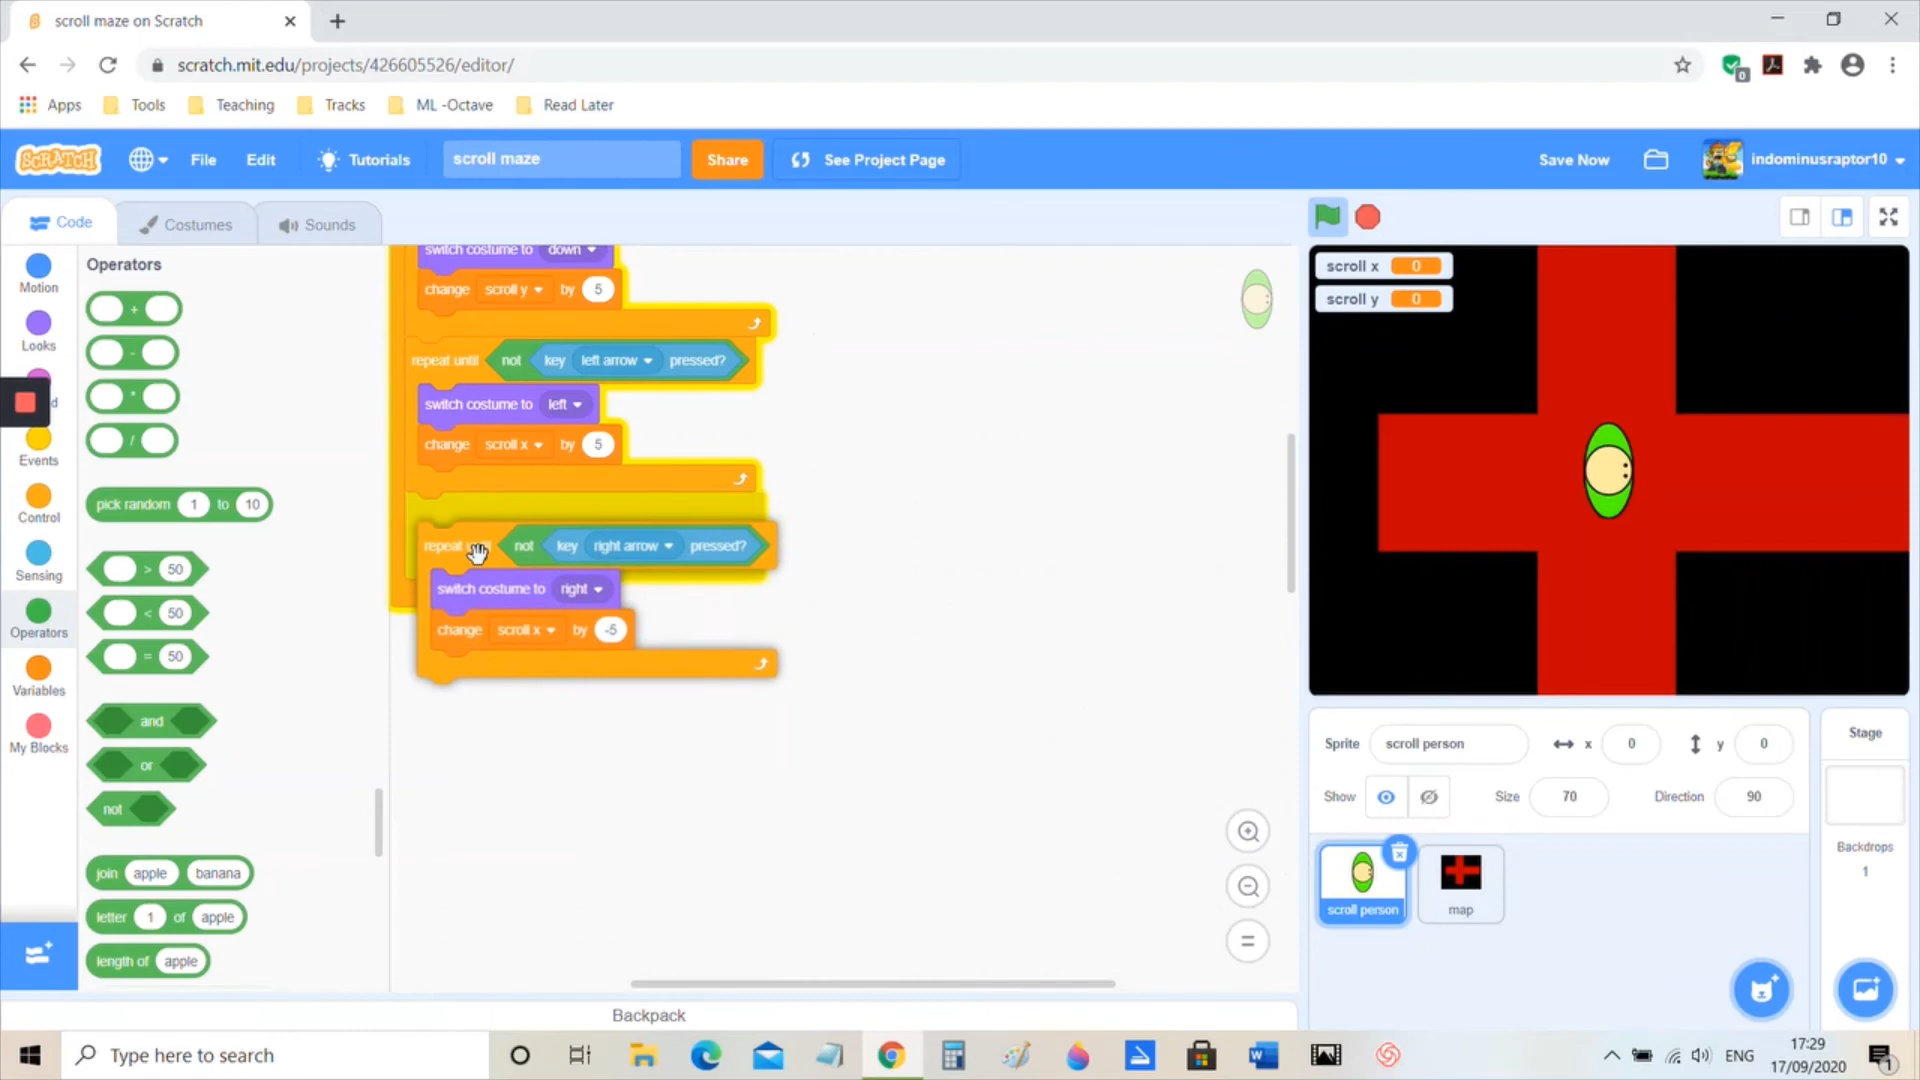 scroll maze on Scratch
scratch.mit.edu/projects/426605526/editor/
0
Apps
Tools
Teaching
Tracks
ML -Octave
Read Later
SCRATCH
File
Edit
Tutorials
scroll maze
Share
See Project Page
Save Now
indominusraptor10
Code
Costumes
Sounds
Motion
Looks
d
Events
Control
Sensing
Operators
Variables
My Blocks
Operators
+
-
*
/
pick random 1 to 10
> 50
< 50
= 50
and
or
not
join apple banana
letter 1 of apple
length of apple
switch costume to down
change scroll y by 5
repeat until not key left arrow pressed?
switch costume to left
change scroll x by 5
repeat not key right arrow pressed?
switch costume to right
change scroll x by -5
=
Backpack
scroll x 0
scroll y 0
Sprite scroll person x 0 y 0
Show Size 70 Direction 90
scroll person
map
Stage
Backdrops
1
Type here to search
ENG
17:29
17/09/2020
1